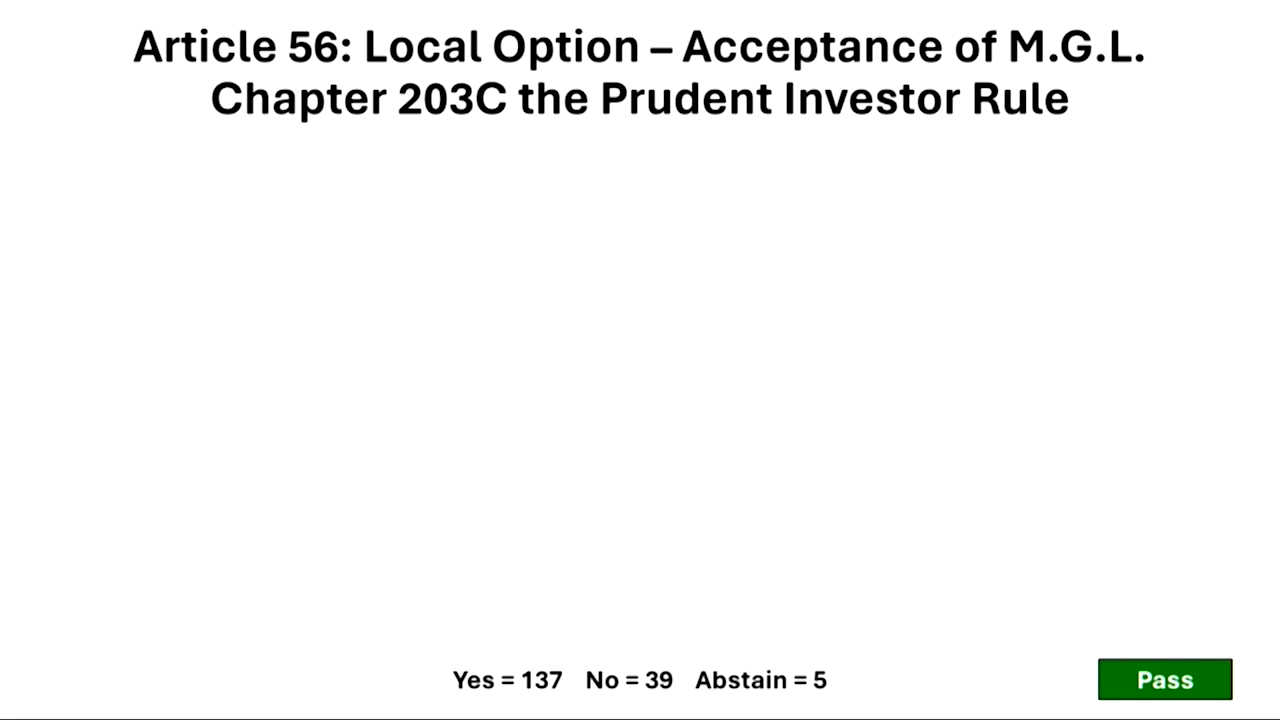 Article 56: Local Option – Acceptance of M.G.L.
Chapter 203C the Prudent Investor Rule
Yes = 137 No = 39 Abstain = 5
Pass